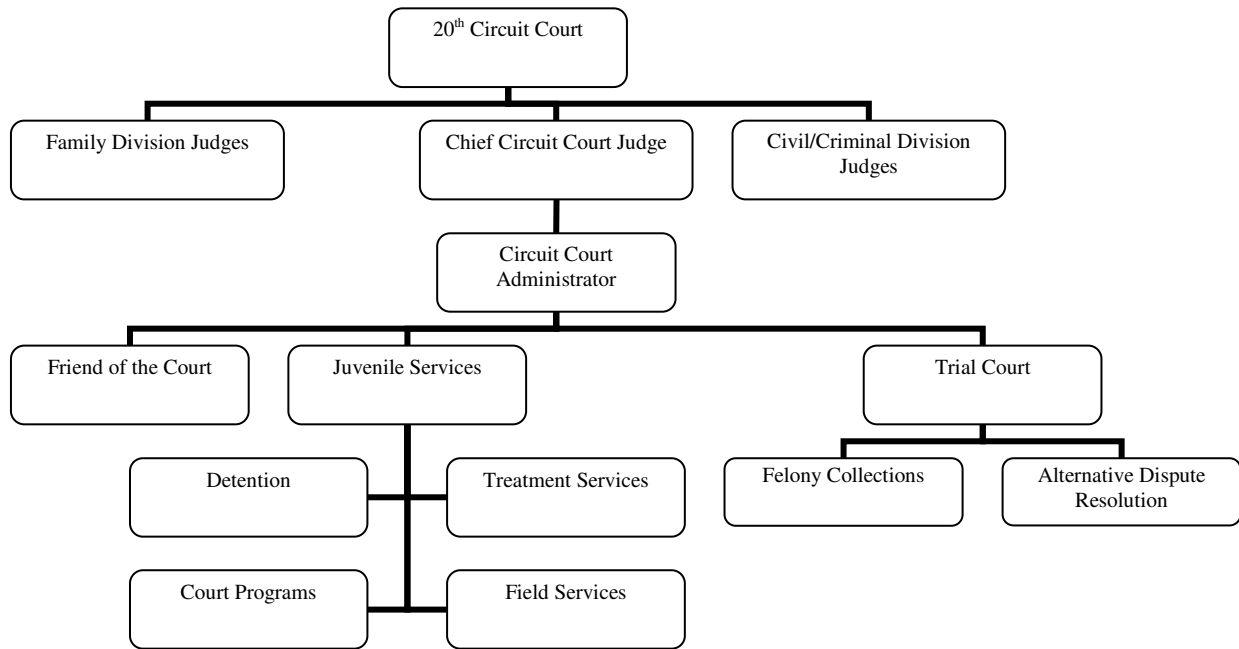 20th Circuit Court
Family Division Judges
Chief Circuit Court Judge
Civil/Criminal Division
Judges
Circuit Court
Administrator
Friend of the Court
Juvenile Services
Trial Court
Detention
Treatment Services
Felony Collections
Alternative Dispute
Resolution
Court Programs
Field Services